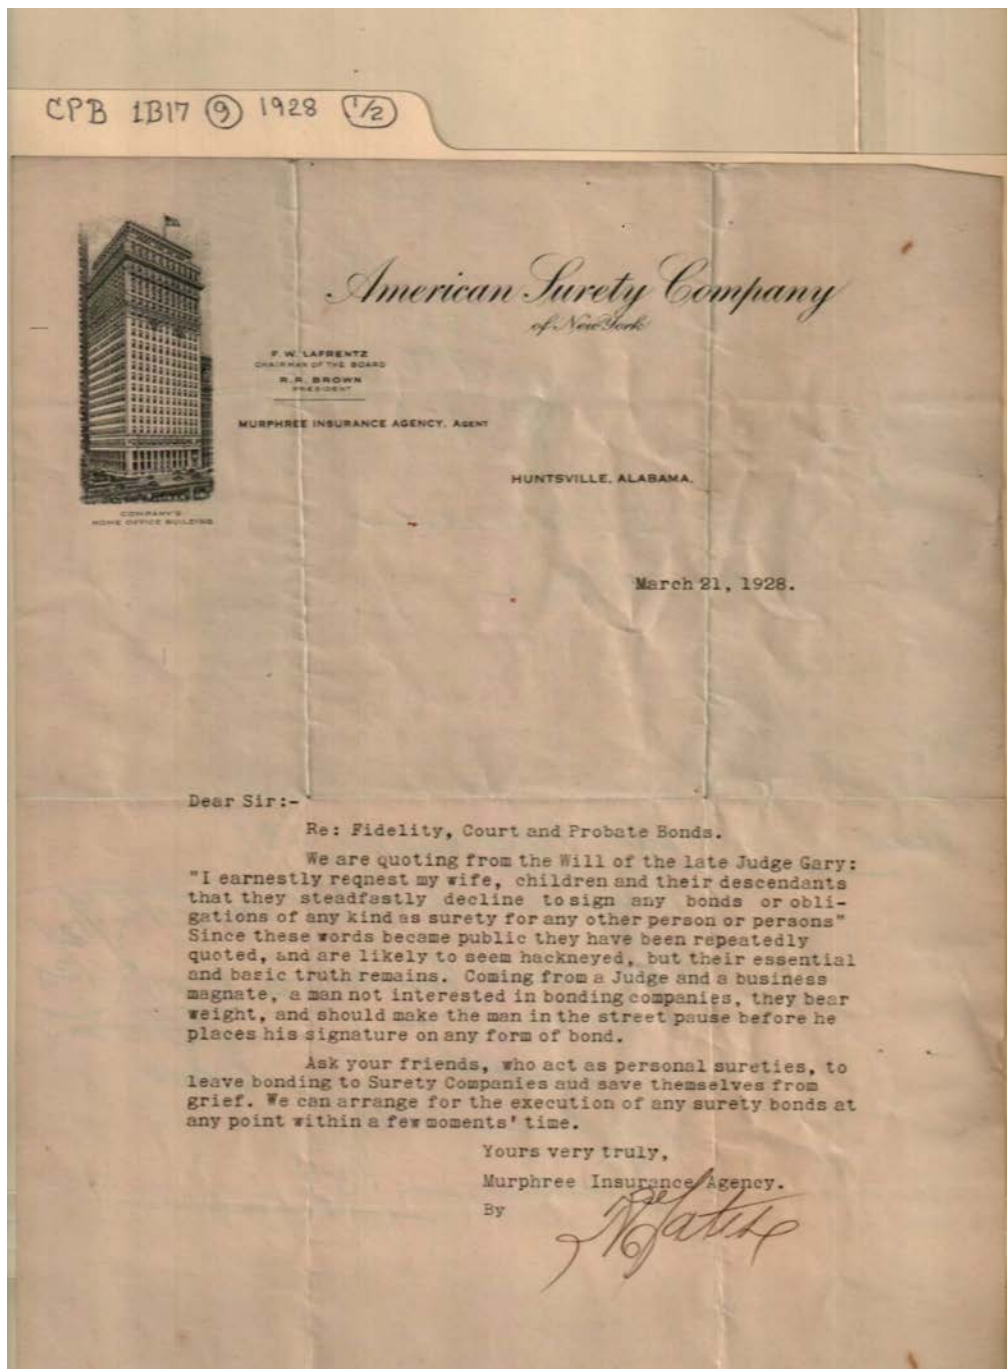 CPB 1B17 9 1928 1/2
American Surety Company
of New York
F. W. LAFRENTZ
CHAIRMAN OF THE BOARD
R. R. BROWN
PRESIDENT
MURPHREE INSURANCE AGENCY, AGENT
HUNTSVILLE, ALABAMA.
COMPANY'S
HOME OFFICE BUILDING
March 21, 1928.
Dear Sir:-
Re: Fidelity, Court and Probate Bonds.
We are quoting from the Will of the late Judge Gary:
"I earnestly reqnest my wife, children and their descendants
that they steadfastly decline to sign any bonds or obli-
gations of any kind as surety for any other person or persons"
Since these words became public they have been repeatedly
quoted, and are likely to seem hackneyed, but their essential
and basic truth remains. Coming from a Judge and a business
magnate, a man not interested in bonding companies, they bear
weight, and should make the man in the street pause before he
places his signature on any form of bond.
Ask your friends, who act as personal sureties, to
leave bonding to Surety Companies aud save themselves from
grief. We can arrange for the execution of any surety bonds at
any point within a few moments' time.
Yours very truly,
Murphree Insurance Agency.
By